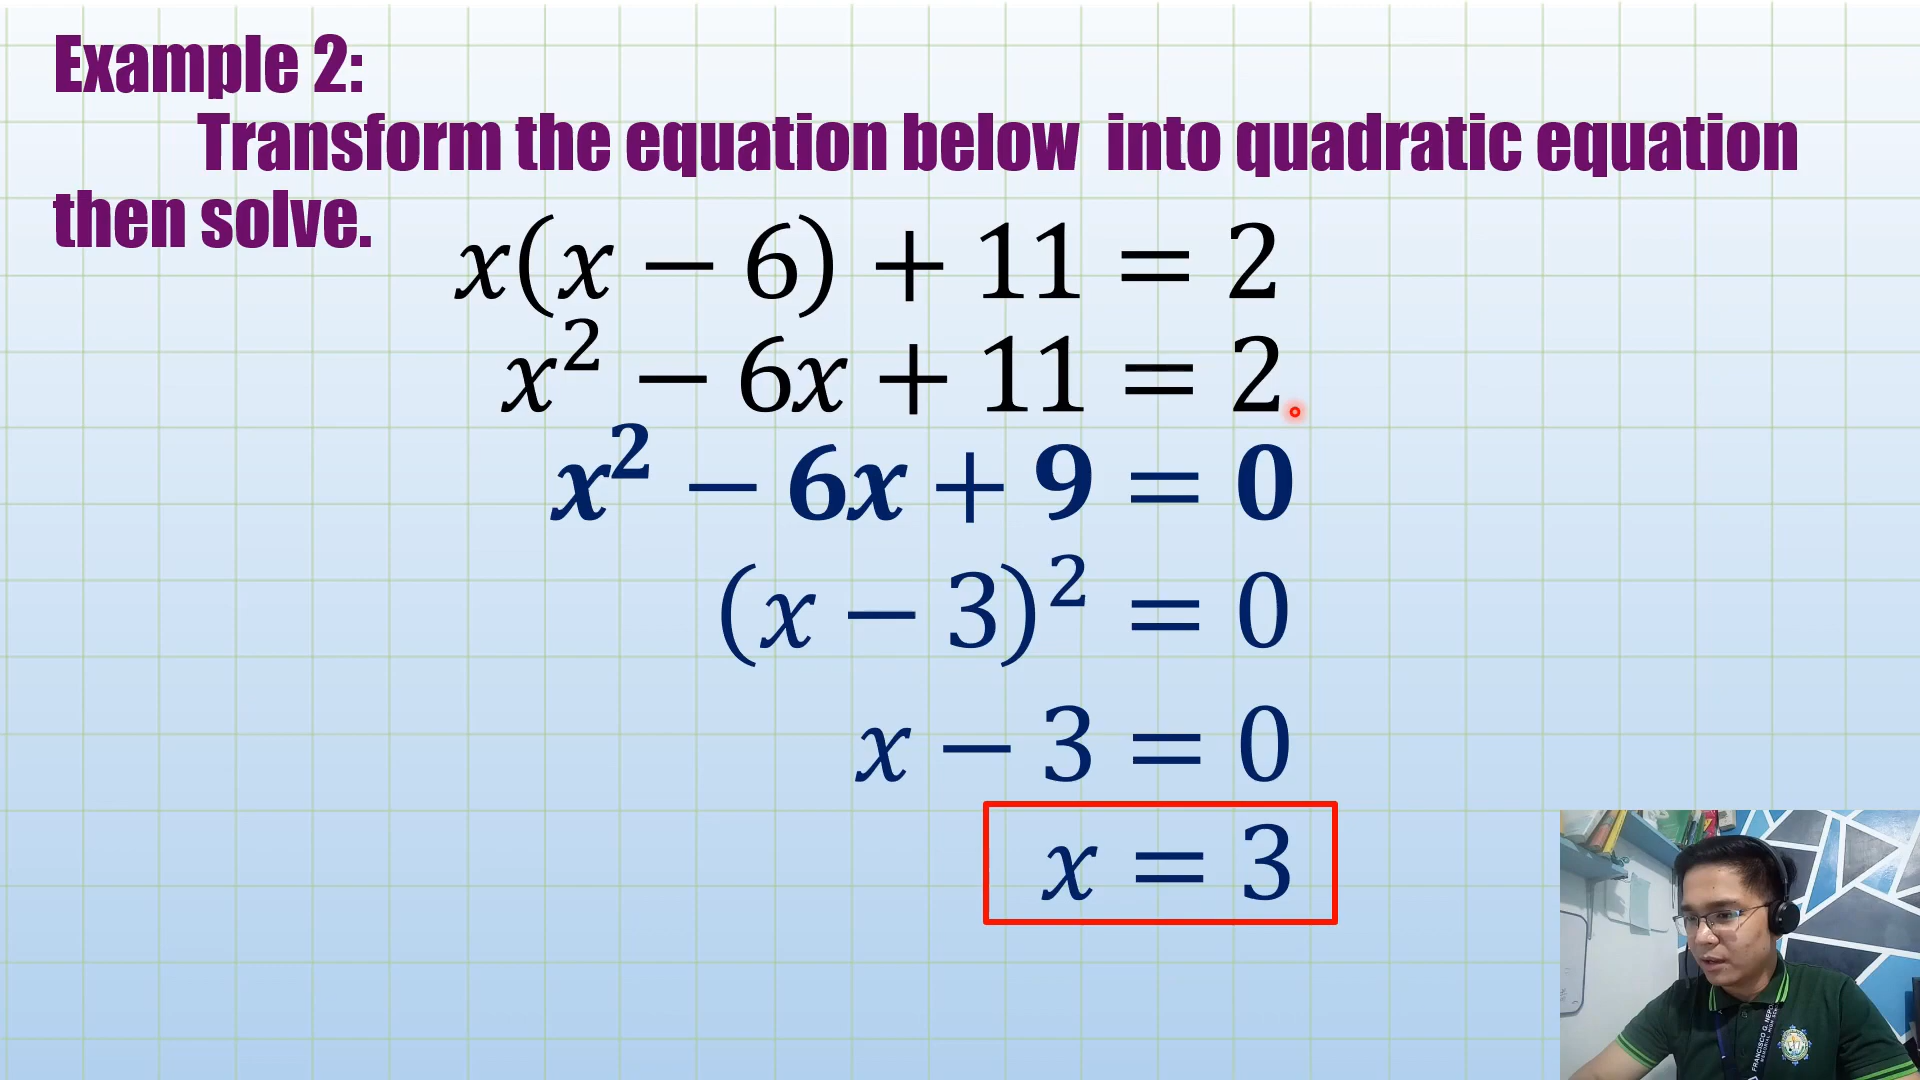 Example 2:
Transform the equation below into quadratic equation
then solve.
x(x − 6) + 11 = 2
x² − 6x + 11 = 2
x² − 6x + 9 = 0
(x − 3)² = 0
x − 3 = 0
x = 3